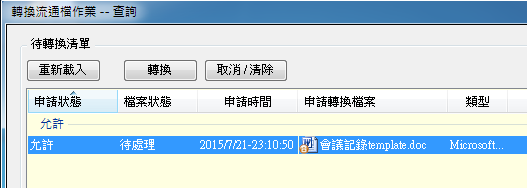 轉換流通檔作業 -- 查詢
待轉換清單
重新載入 轉換 取消/清除
申請狀態 檔案狀態 申請時間 申請轉換檔案 類型
允許
允許 待處理 2015/7/21-23:10:50 會議記錄template.doc Microsoft...